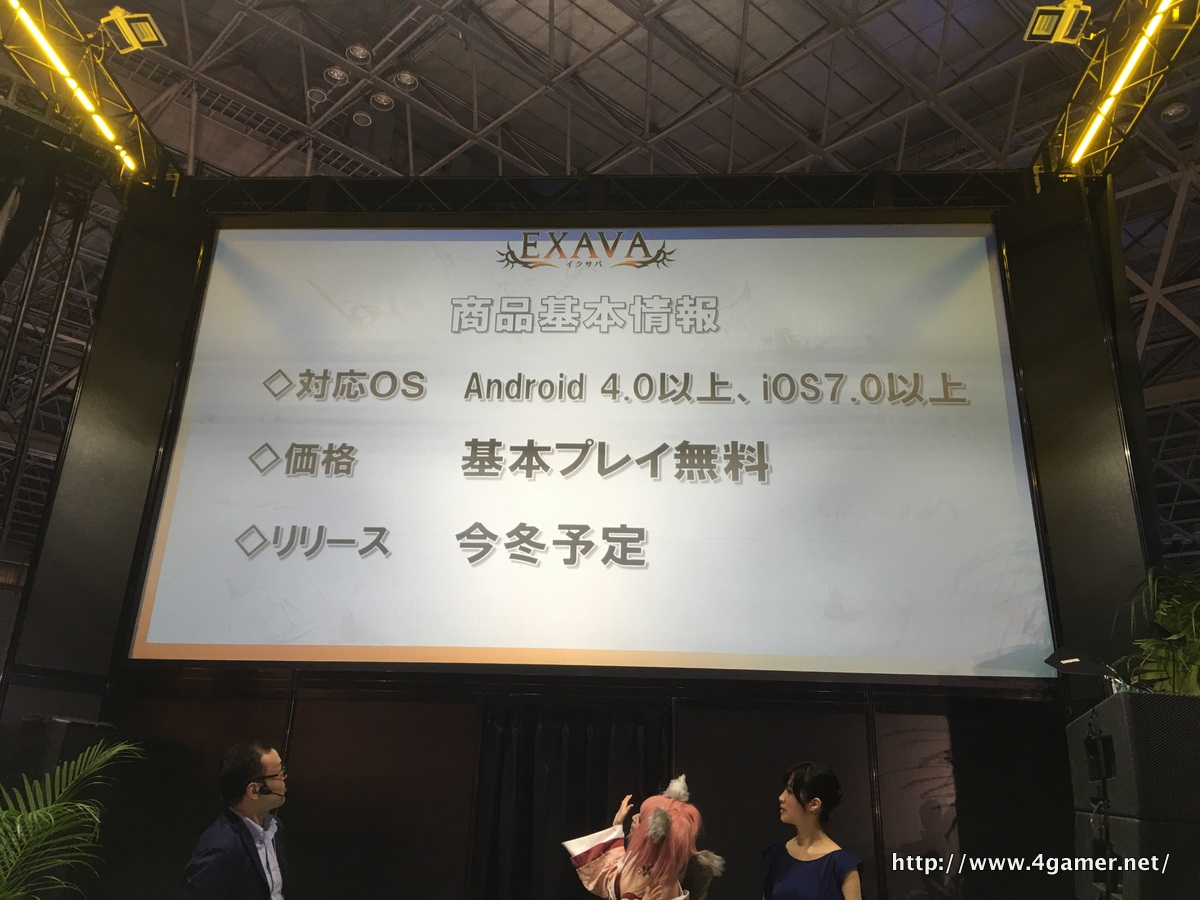 EXAVA
イクサバ
商品基本情報
◇対応OS Android 4.0以上、iOS7.0以上
◇価格 基本プレイ無料
◇リリース 今冬予定
http://www.4gamer.net/